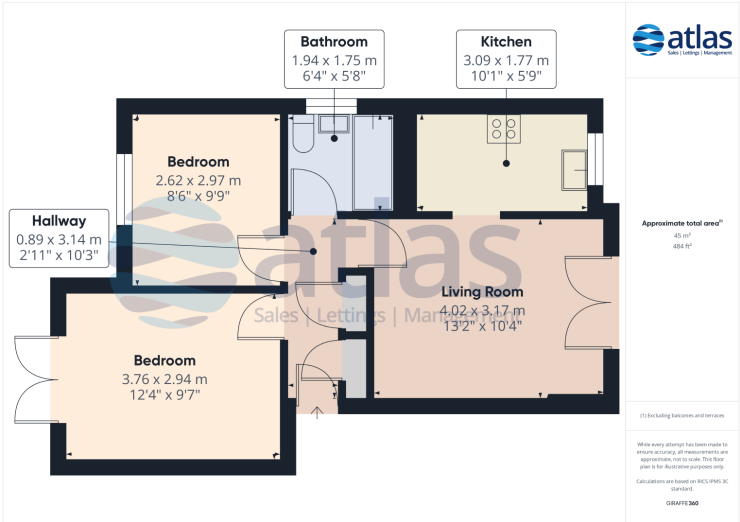 Bathroom
1.94 x 1.75 m
6'4" x 5'8"
Kitchen
3.09 x 1.77 m
10'1" x 5'9"
Bedroom
2.62 x 2.97 m
8'6" x 9'9"
Hallway
0.89 x 3.14 m
2'11" x 10'3"
Living Room
4.02 x 3.17 m
13'2" x 10'4"
Bedroom
3.76 x 2.94 m
12'4" x 9'7"
atlas
Sales | Lettings | Management
atlas
Sales | Lettings | Management
Approximate total area⁽¹⁾
45 m²
484 ft²
(1) Excluding balconies and terraces
While every attempt has been made to
ensure accuracy, all measurements are
approximate, not to scale. This floor
plan is for illustrative purposes only.
Calculations are based on RICS IPMS 3C
standard.
GIRAFFE360